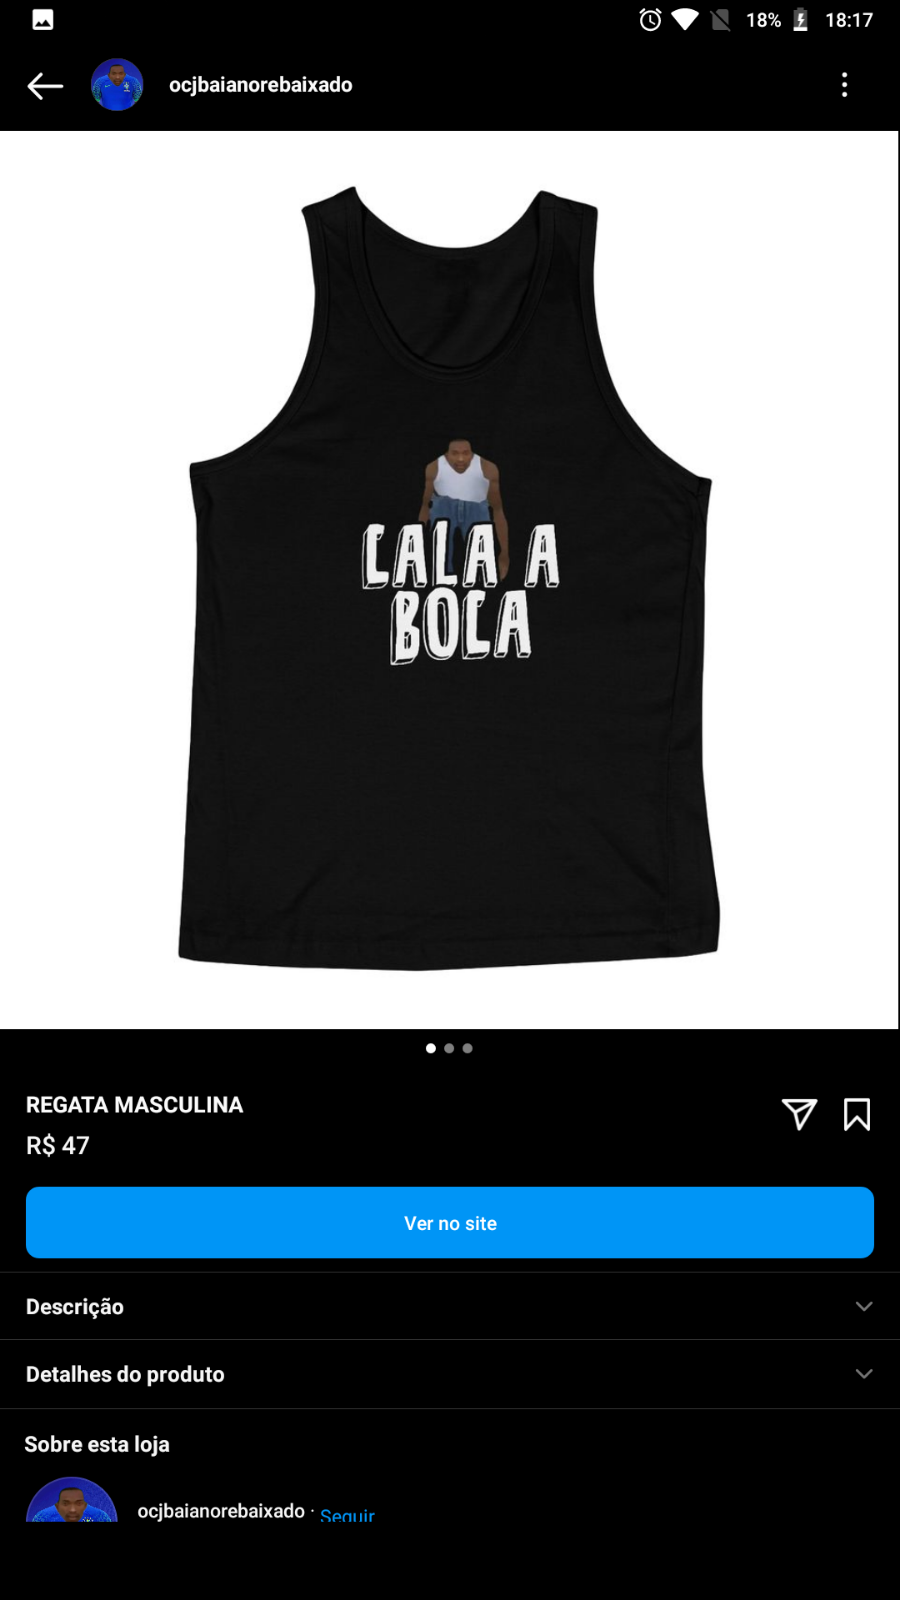 18% 18:17
ocjbaianorebaixado
CALA A
BOCA
REGATA MASCULINA
R$ 47
Ver no site
Descrição
Detalhes do produto
Sobre esta loja
ocjbaianorebaixado · Seguir